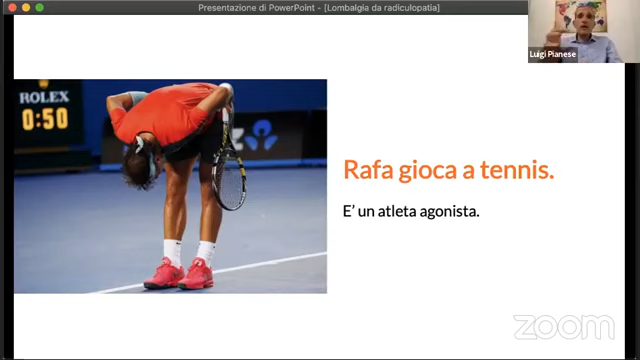 Presentazione di PowerPoint - [Lombalgia da radiculopatia]
Luigi Pianese
ROLEX
0:50
Rafa gioca a tennis.
E' un atleta agonista.
zoom